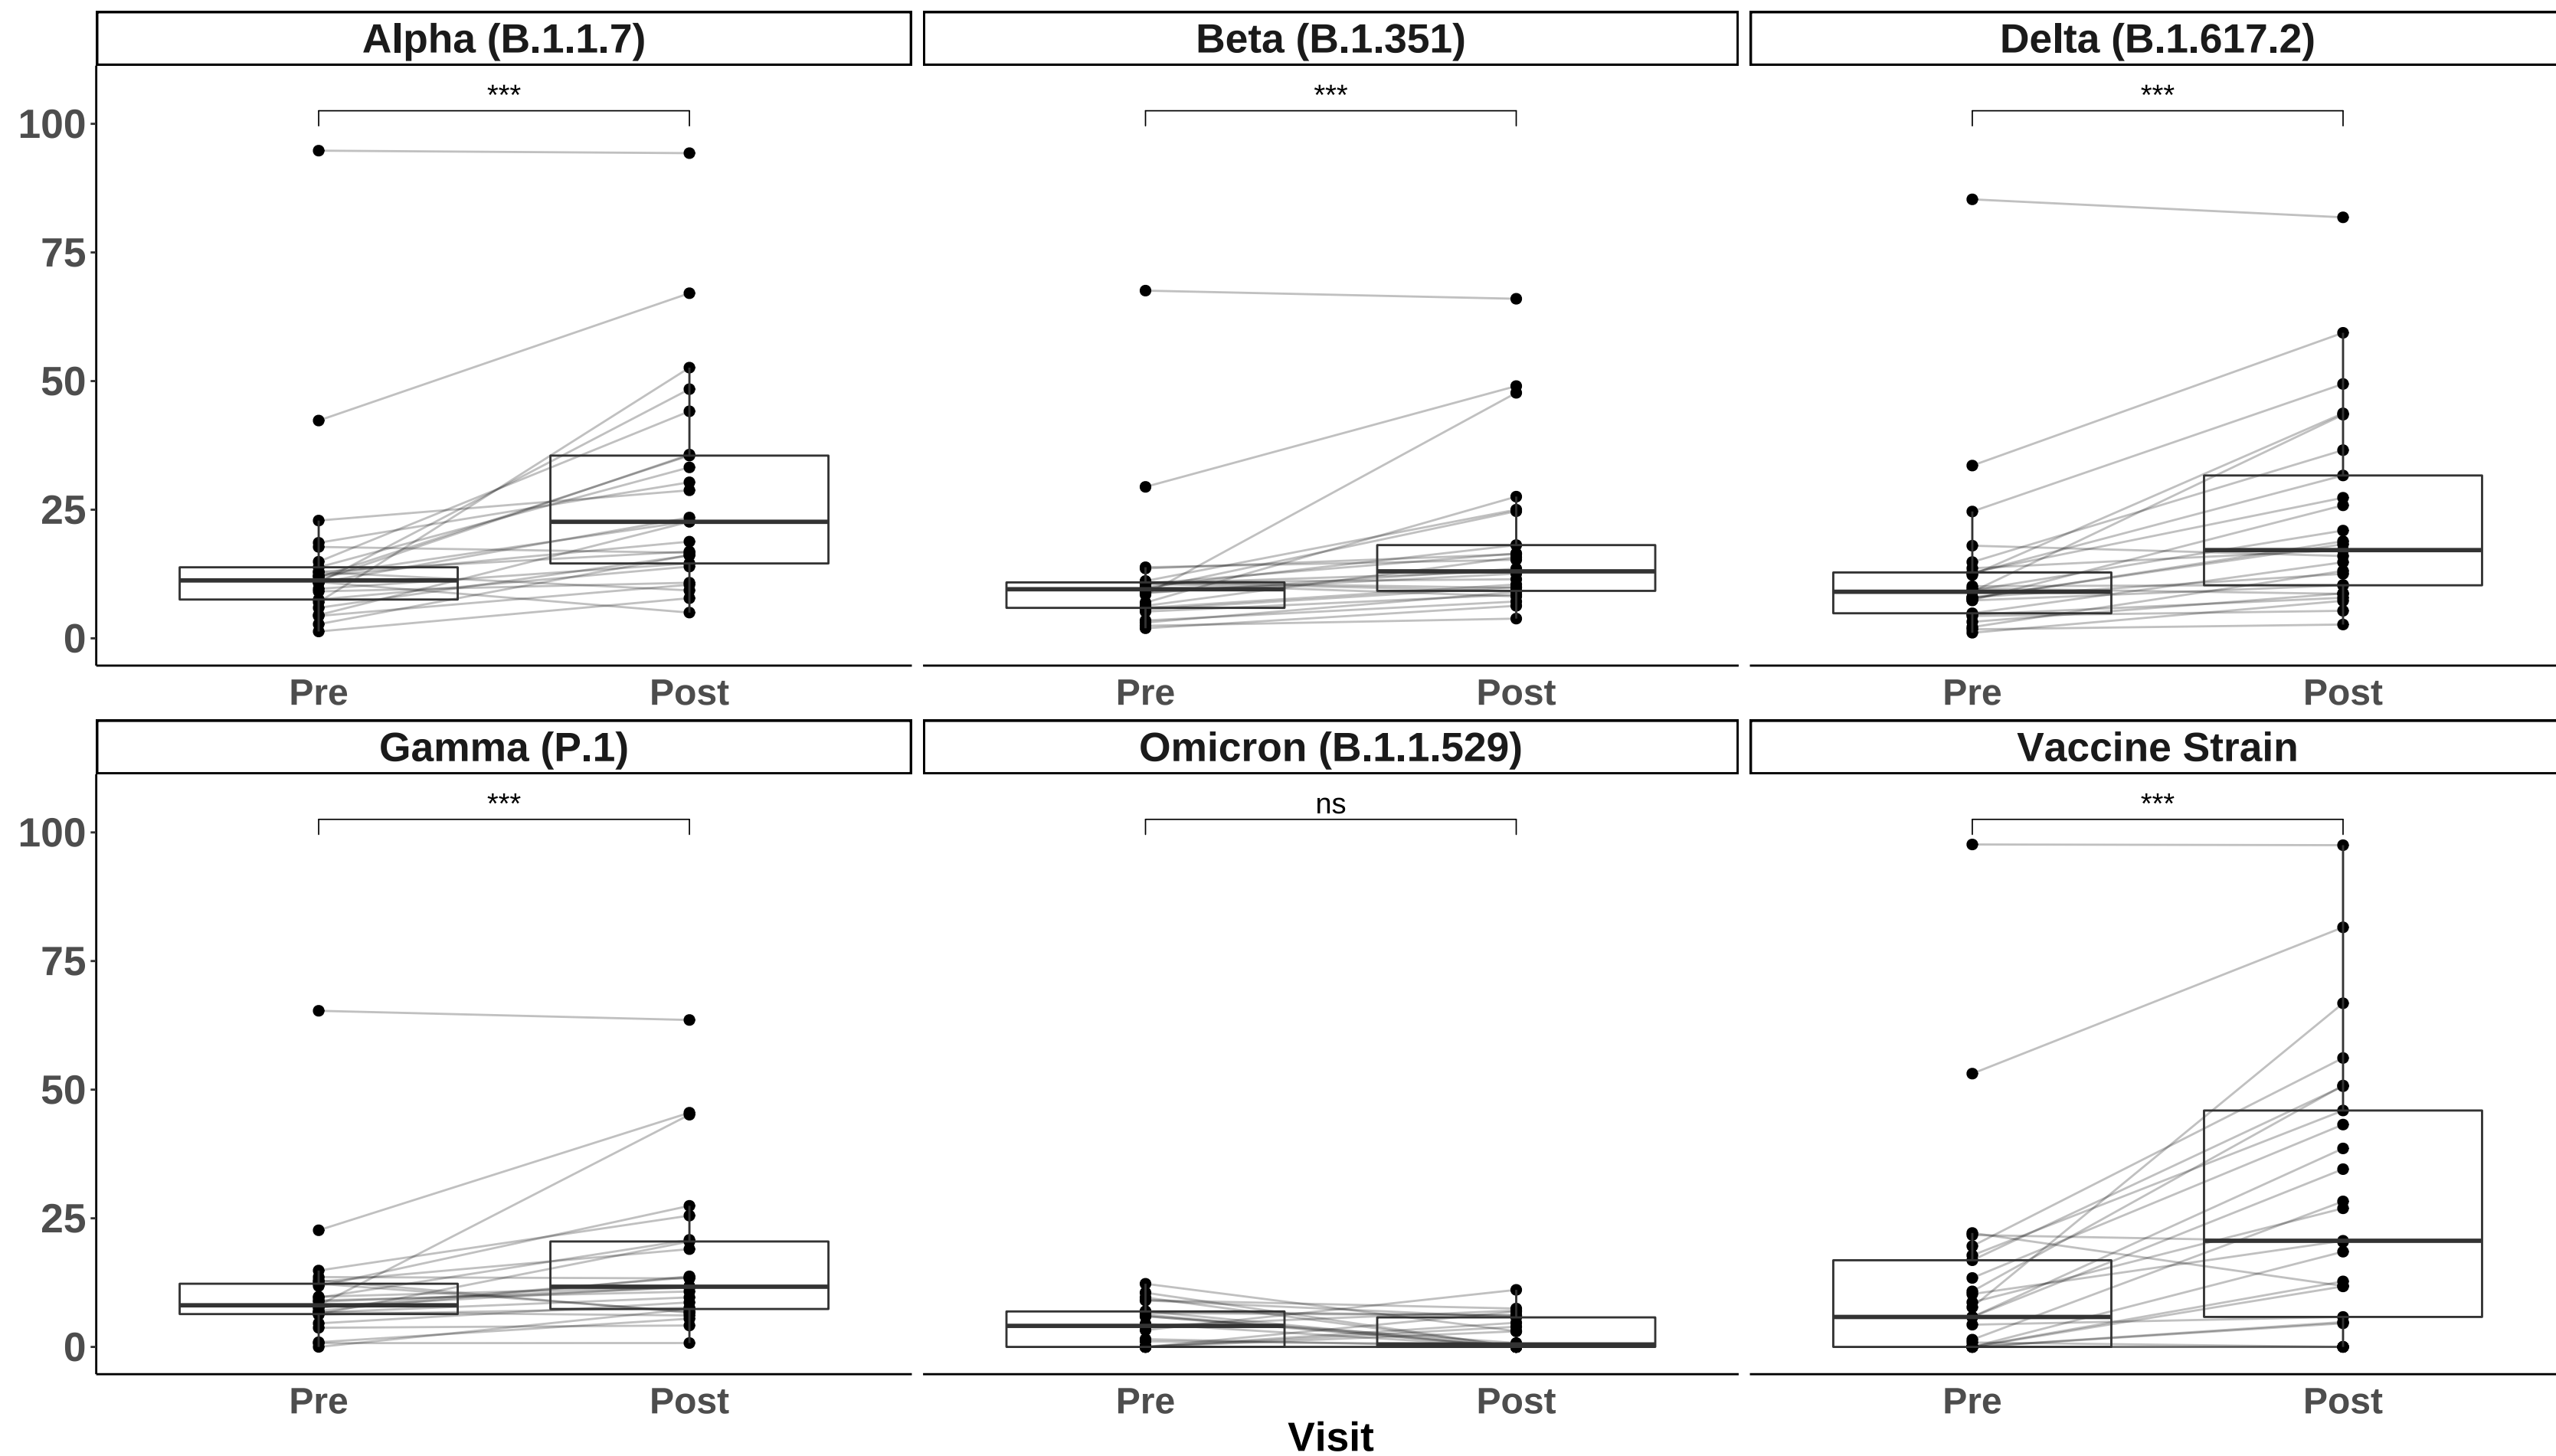 Alpha (B.1.1.7) Beta (B.1.351) Delta (B.1.617.2)
*** *** ***
100
75
50
25
0
Pre Post Pre Post Pre Post
Gamma (P.1) Omicron (B.1.1.529) Vaccine Strain
*** ns ***
100
75
50
25
0
Pre Post Pre Post Pre Post
Visit